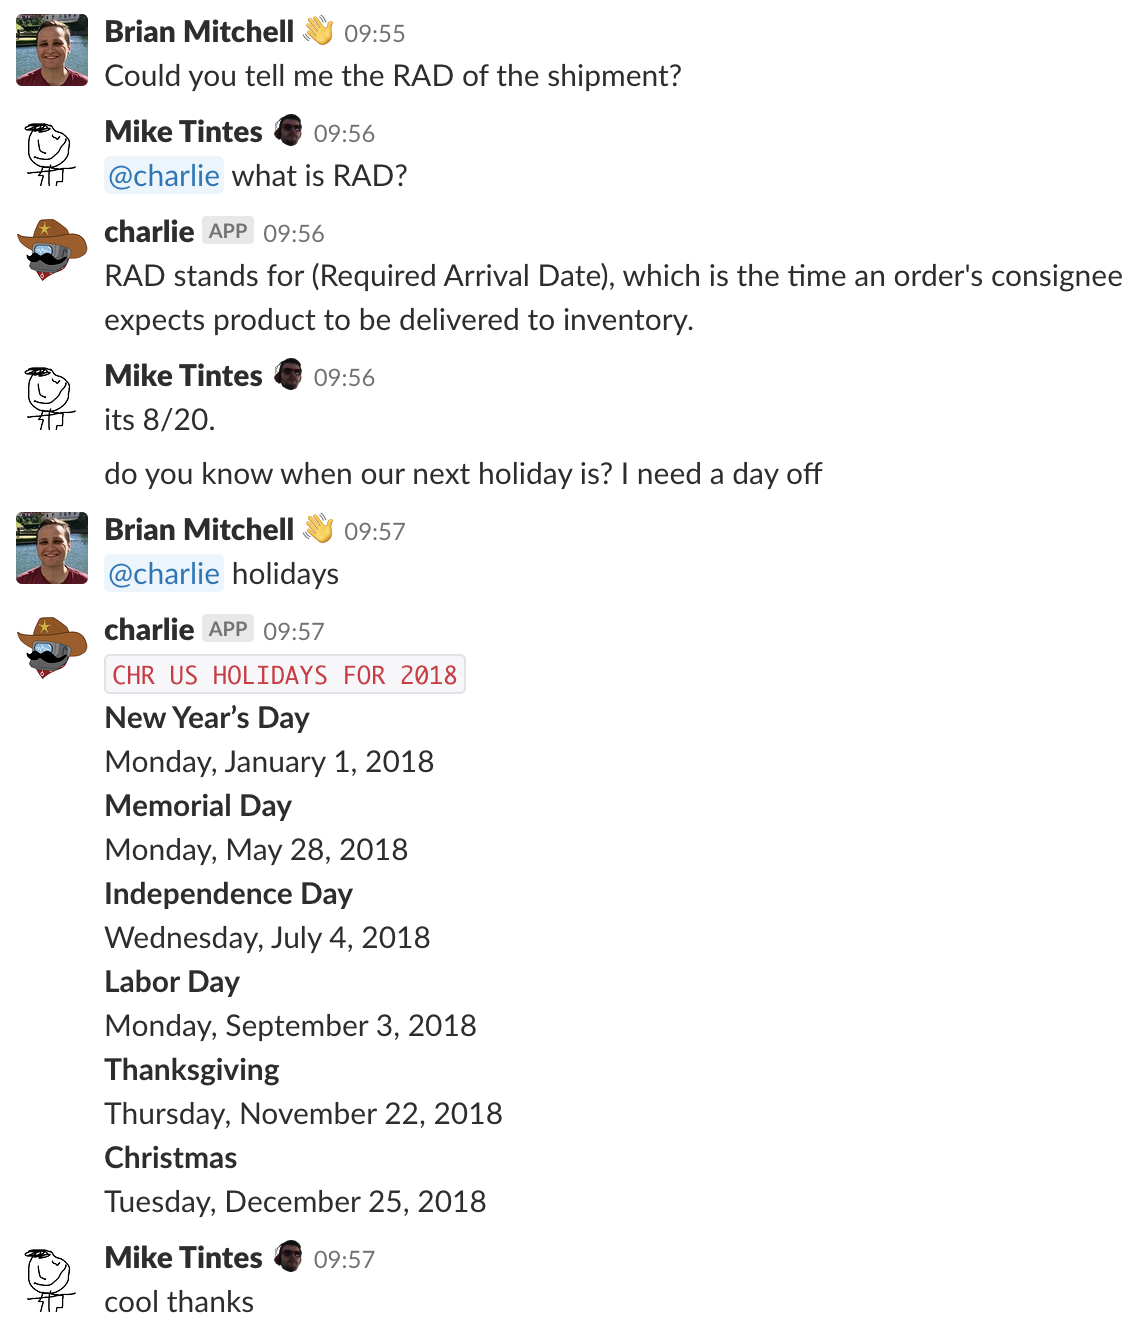 Brian Mitchell 👋 09:55
Could you tell me the RAD of the shipment?
Mike Tintes 09:56
@charlie what is RAD?
charlie APP 09:56
RAD stands for (Required Arrival Date), which is the time an order's consignee
expects product to be delivered to inventory.
Mike Tintes 09:56
its 8/20.
do you know when our next holiday is? I need a day off
Brian Mitchell 👋 09:57
@charlie holidays
charlie APP 09:57
CHR US HOLIDAYS FOR 2018
New Year’s Day
Monday, January 1, 2018
Memorial Day
Monday, May 28, 2018
Independence Day
Wednesday, July 4, 2018
Labor Day
Monday, September 3, 2018
Thanksgiving
Thursday, November 22, 2018
Christmas
Tuesday, December 25, 2018
Mike Tintes 09:57
cool thanks